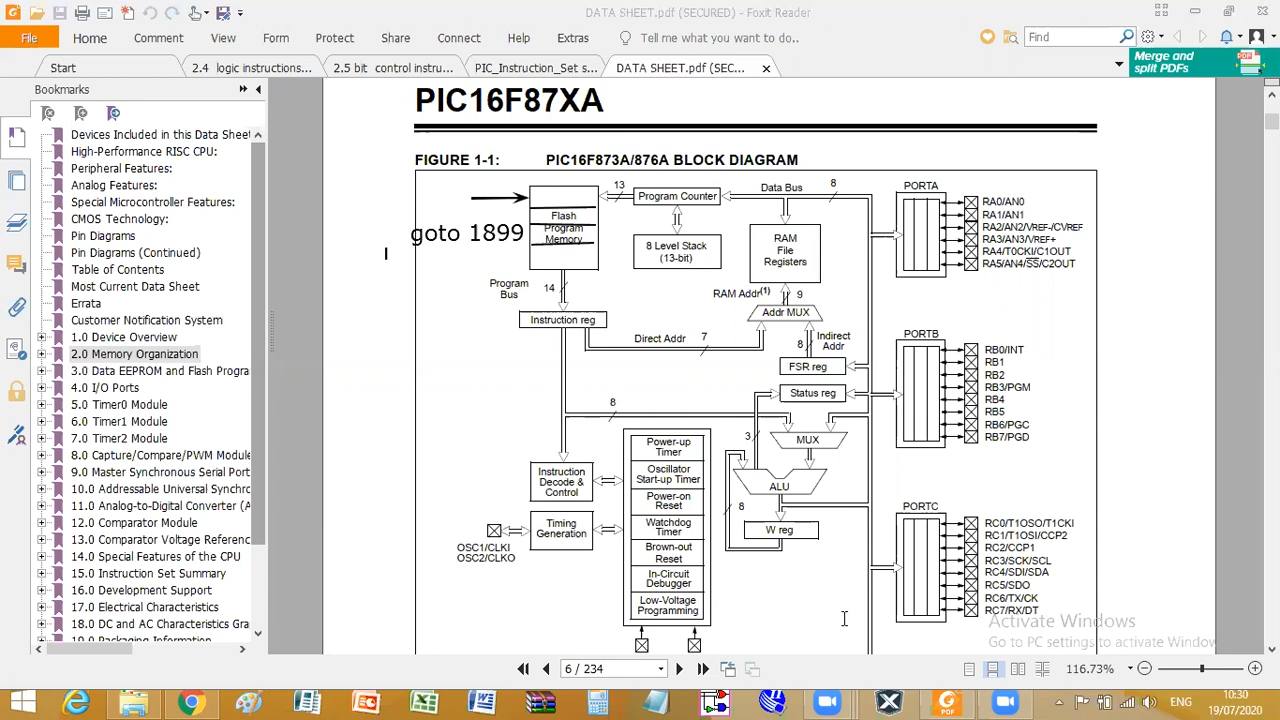 DATA SHEET.pdf (SECURED) - Foxit Reader
File Home Comment View Form Protect Share Connect Help Extras Tell me what you want to do.. Find
Start 2.4 logic instructions... 2.5 bit control instru... PIC_Instruction_Set s... DATA SHEET.pdf (SEC...
Merge and
split PDFs
Bookmarks
Devices Included in this Data Sheet
High-Performance RISC CPU:
Peripheral Features:
Analog Features:
Special Microcontroller Features:
CMOS Technology:
Pin Diagrams
Pin Diagrams (Continued)
Table of Contents
Most Current Data Sheet
Errata
Customer Notification System
1.0 Device Overview
2.0 Memory Organization
3.0 Data EEPROM and Flash Progra
4.0 I/O Ports
5.0 Timer0 Module
6.0 Timer1 Module
7.0 Timer2 Module
8.0 Capture/Compare/PWM Module
9.0 Master Synchronous Serial Port
10.0 Addressable Universal Synchro
11.0 Analog-to-Digital Converter (A
12.0 Comparator Module
13.0 Comparator Voltage Referenc
14.0 Special Features of the CPU
15.0 Instruction Set Summary
16.0 Development Support
17.0 Electrical Characteristics
18.0 DC and AC Characteristics Gra
19.0 Packaging Information
PIC16F87XA
FIGURE 1-1: PIC16F873A/876A BLOCK DIAGRAM
13
Program Counter
Data Bus
8
Flash
Program
Memory
goto 1899
8 Level Stack
(13-bit)
RAM
File
Registers
Program
Bus
14
RAM Addr(1)
9
Instruction reg
Addr MUX
Direct Addr
7
8
Indirect
Addr
FSR reg
Status reg
8
3
MUX
ALU
8
W reg
Instruction
Decode &
Control
Timing
Generation
OSC1/CLKI
OSC2/CLKO
Power-up
Timer
Oscillator
Start-up Timer
Power-on
Reset
Watchdog
Timer
Brown-out
Reset
In-Circuit
Debugger
Low-Voltage
Programming
PORTA
RA0/AN0
RA1/AN1
RA2/AN2/VREF-/CVREF
RA3/AN3/VREF+
RA4/T0CKI/C1OUT
RA5/AN4/SS/C2OUT
PORTB
RB0/INT
RB1
RB2
RB3/PGM
RB4
RB5
RB6/PGC
RB7/PGD
PORTC
RC0/T1OSO/T1CKI
RC1/T1OSI/CCP2
RC2/CCP1
RC3/SCK/SCL
RC4/SDI/SDA
RC5/SDO
RC6/TX/CK
RC7/RX/DT
Activate Windows
Go to PC settings to activate Window
6 / 234
116.73%
ENG
10:30
19/07/2020